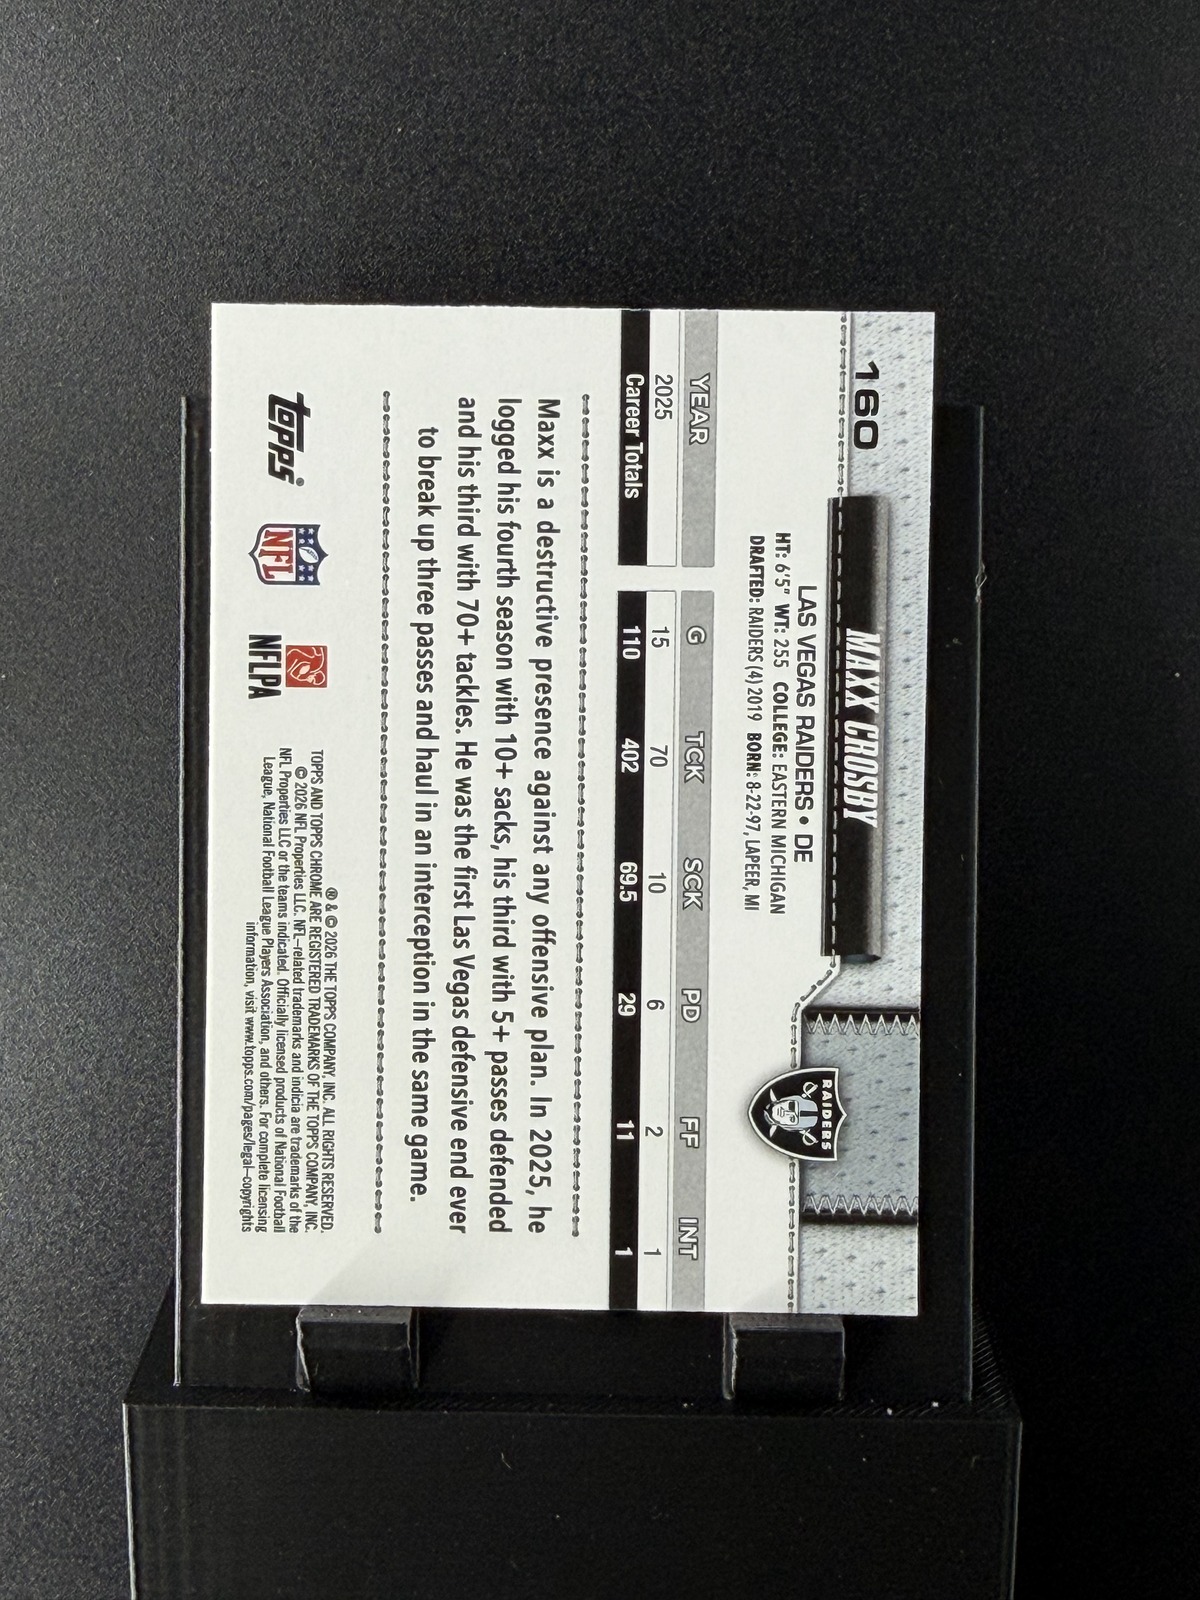 160
MAXX CROSBY
LAS VEGAS RAIDERS • DE
HT: 6'5" WT: 255 COLLEGE: EASTERN MICHIGAN
DRAFTED: RAIDERS (4) 2019 BORN: 8-22-97, LAPEER, MI
RAIDERS
YEAR G TCK SCK PD FF INT
2025 15 70 10 6 2 1
Career Totals 110 402 69.5 29 11 1
Maxx is a destructive presence against any offensive plan. In 2025, he
logged his fourth season with 10+ sacks, his third with 5+ passes defended
and his third with 70+ tackles. He was the first Las Vegas defensive end ever
to break up three passes and haul in an interception in the same game.
topps
NFL
NFLPA
® & © 2026 THE TOPPS COMPANY, INC. ALL RIGHTS RESERVED.
TOPPS AND TOPPS CHROME ARE REGISTERED TRADEMARKS OF THE TOPPS COMPANY, INC.
© 2026 NFL Properties LLC. NFL-related trademarks and indicia are trademarks of the
NFL Properties LLC or the teams indicated. Officially licensed products of National Football
League, National Football League Players Association, and others. For complete licensing
information, visit www.topps.com/pages/legal-copyrights